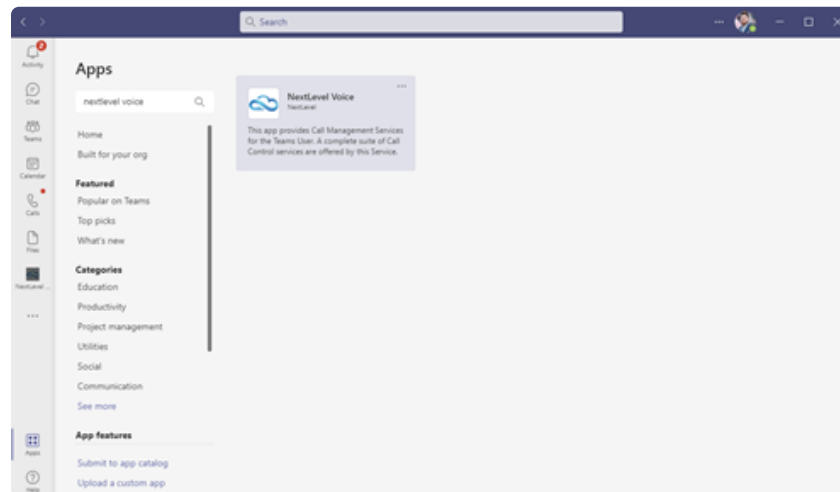 Search
2
Activity
Chat
Teams
Calendar
Calls
Files
NextLevel ...
Apps
Help
Apps
nextlevel voice
Home
Built for your org
Featured
Popular on Teams
Top picks
What's new
Categories
Education
Productivity
Project management
Utilities
Social
Communication
See more
App features
Submit to app catalog
Upload a custom app
NextLevel Voice
NextLevel
This app provides Call Management Services
for the Teams User. A complete suite of Call
Control services are offered by this Service.